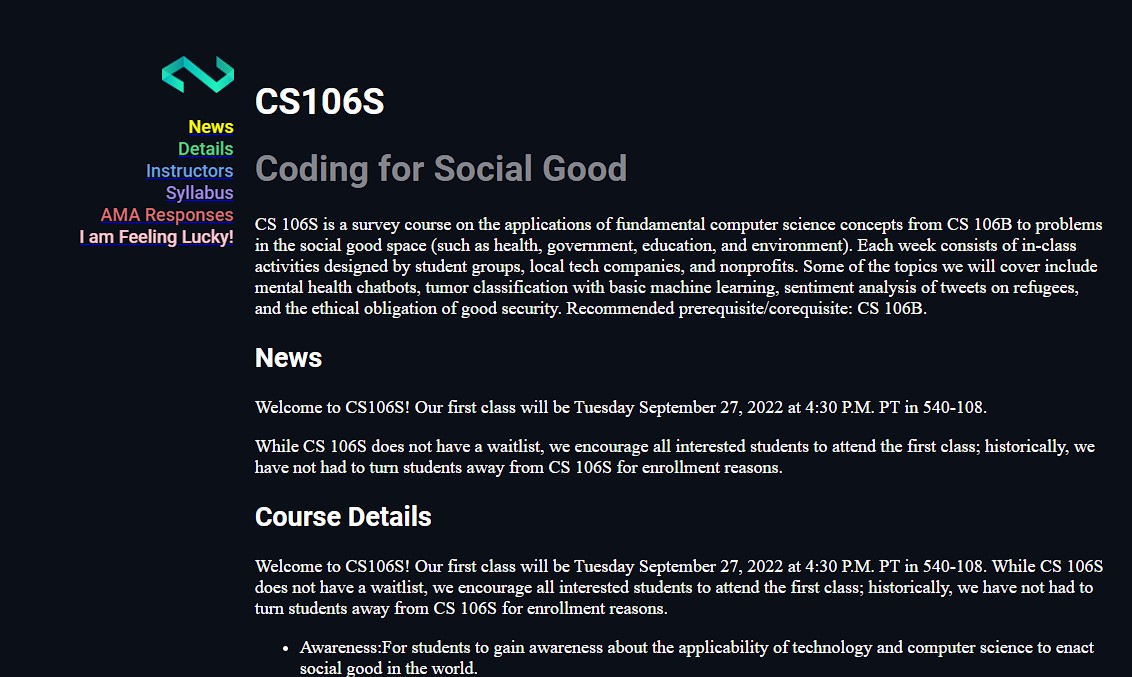 News
Details
Instructors
Syllabus
AMA Responses
I am Feeling Lucky!
CS106S
Coding for Social Good
CS 106S is a survey course on the applications of fundamental computer science concepts from CS 106B to problems
in the social good space (such as health, government, education, and environment). Each week consists of in-class
activities designed by student groups, local tech companies, and nonprofits. Some of the topics we will cover include
mental health chatbots, tumor classification with basic machine learning, sentiment analysis of tweets on refugees,
and the ethical obligation of good security. Recommended prerequisite/corequisite: CS 106B.
News
Welcome to CS106S! Our first class will be Tuesday September 27, 2022 at 4:30 P.M. PT in 540-108.
While CS 106S does not have a waitlist, we encourage all interested students to attend the first class; historically, we
have not had to turn students away from CS 106S for enrollment reasons.
Course Details
Welcome to CS106S! Our first class will be Tuesday September 27, 2022 at 4:30 P.M. PT in 540-108. While CS 106S
does not have a waitlist, we encourage all interested students to attend the first class; historically, we have not had to
turn students away from CS 106S for enrollment reasons.
• Awareness:For students to gain awareness about the applicability of technology and computer science to enact
social good in the world.